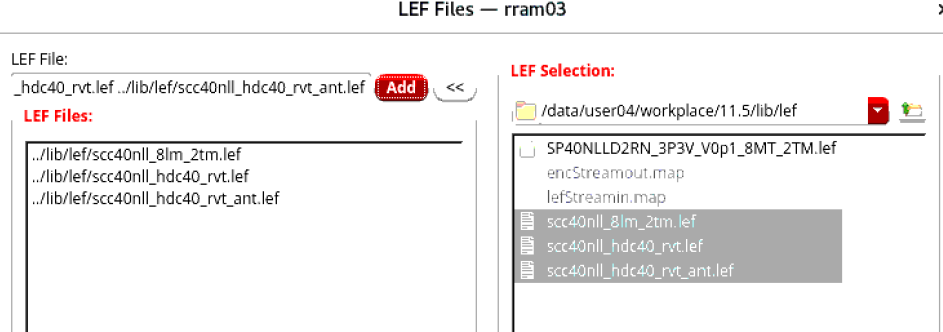 LEF Files — rram03
LEF File:
_hdc40_rvt.lef ../lib/lef/scc40nll_hdc40_rvt_ant.lef
Add
<<
LEF Files:
../lib/lef/scc40nll_8lm_2tm.lef
../lib/lef/scc40nll_hdc40_rvt.lef
../lib/lef/scc40nll_hdc40_rvt_ant.lef
LEF Selection:
/data/user04/workplace/11.5/lib/lef
SP40NLLD2RN_3P3V_V0p1_8MT_2TM.lef
encStreamout.map
lefStreamin.map
scc40nll_8lm_2tm.lef
scc40nll_hdc40_rvt.lef
scc40nll_hdc40_rvt_ant.lef